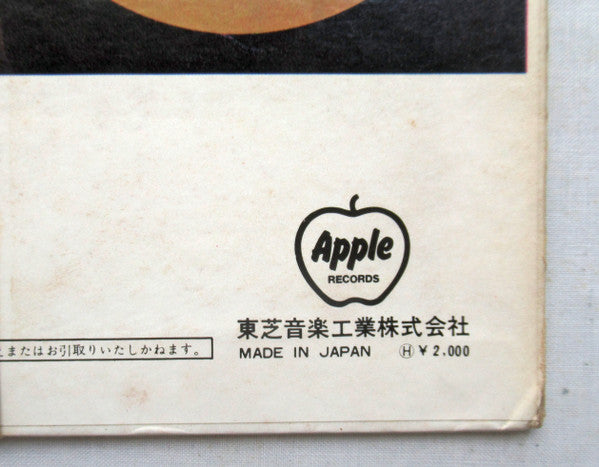 Apple
RECORDS
東芝音楽工業株式会社
またはお引取りいたしかねます。
MADE IN JAPAN Ⓗ ¥ 2,000